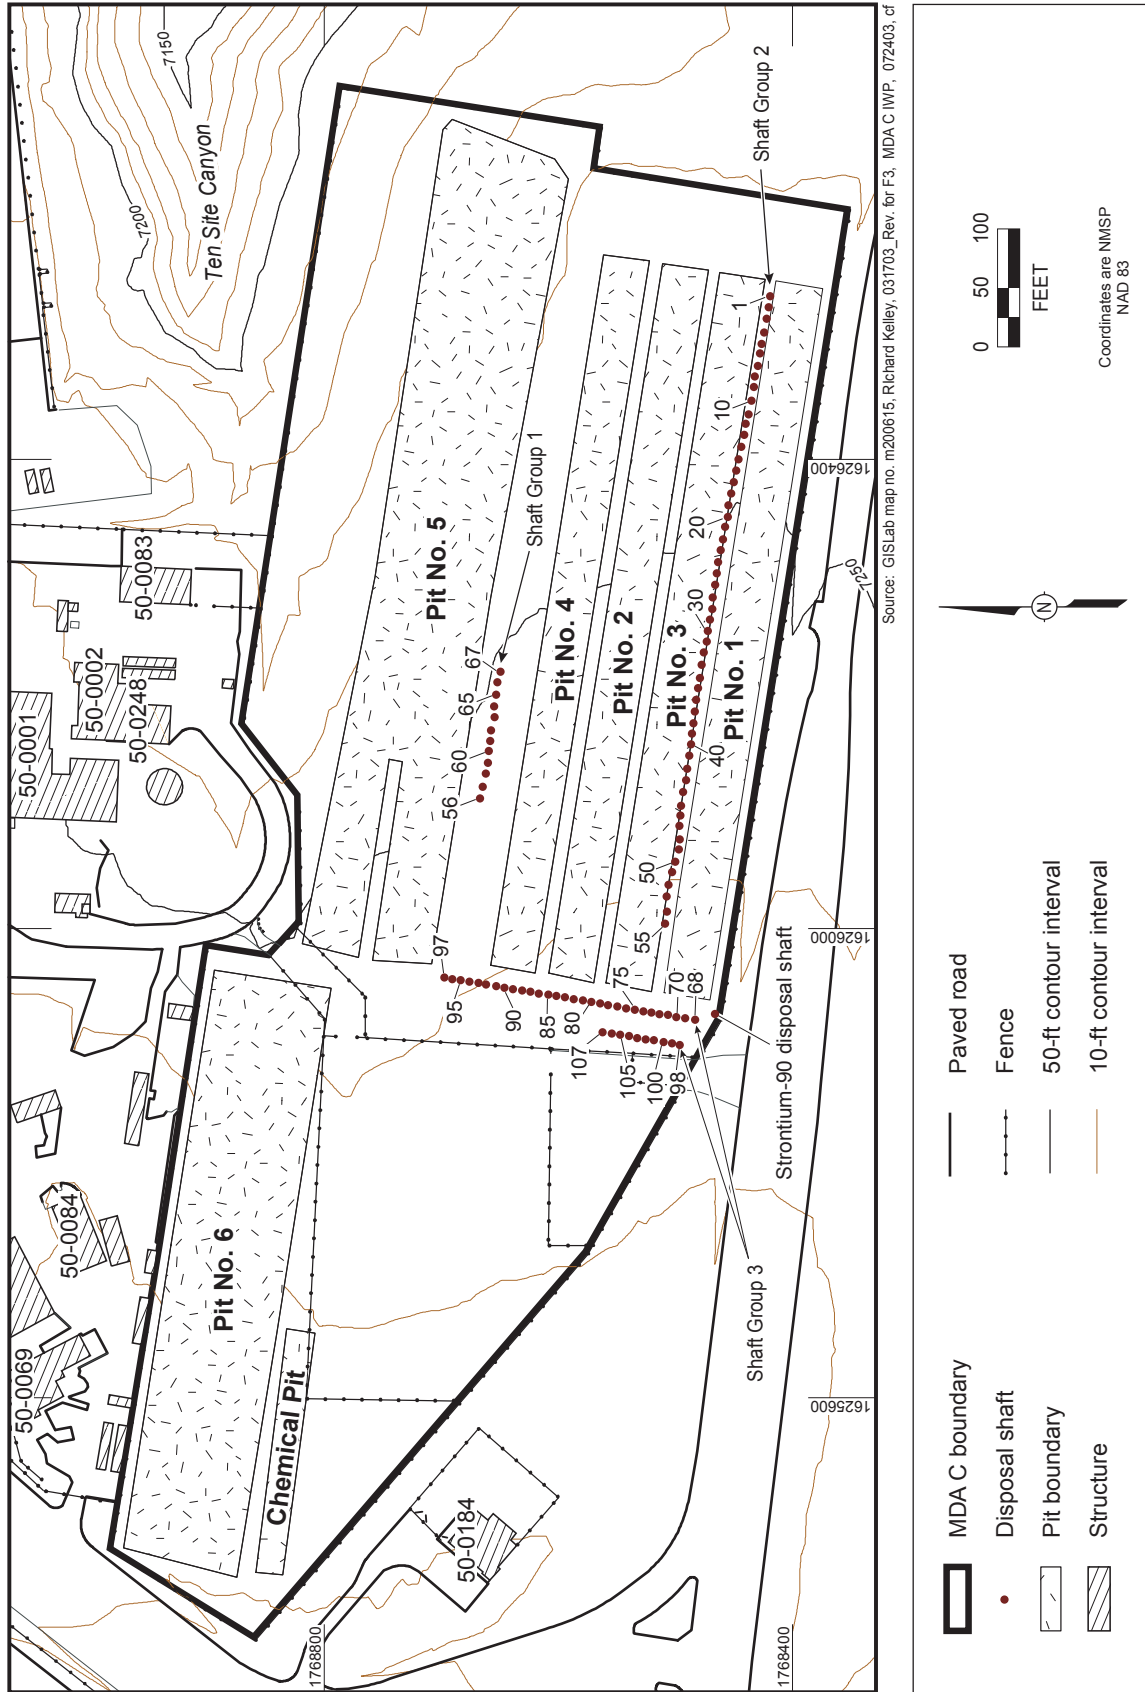 7150
7200
Ten Site Canyon
50-0001
50-0002
50-0248
50-0083
50-0084
50-0069
50-0184
Pit No. 6
Chemical Pit
Pit No. 5
Pit No. 4
Pit No. 2
Pit No. 3
Pit No. 1
Shaft Group 1
56
60
65
67
Shaft Group 2
1
10
20
30
40
50
55
97
95
90
85
80
75
70
68
107
105
100
98
Shaft Group 3
Strontium-90 disposal shaft
7250
1768800
1768400
1625600
1626000
1626400
Source: GISLab map no. m200615, RIchard Kelley, 031703_Rev. for F3, MDA C IWP, 072403, cf
MDA C boundary
Disposal shaft
Pit boundary
Structure
Paved road
Fence
50-ft contour interval
10-ft contour interval
N
0 50 100
FEET
Coordinates are NMSP
NAD 83